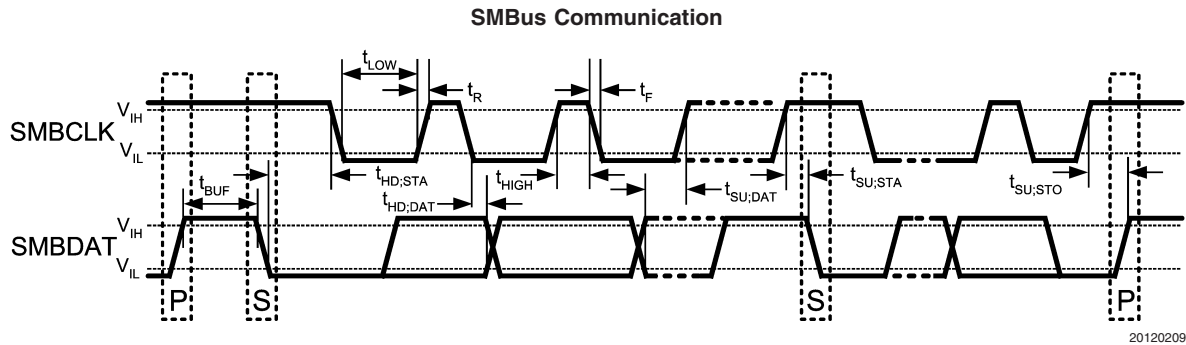 SMBus Communication
tLOW
tR
tF
VIH
SMBCLK
VIL
tHD;STA
tHIGH
tSU;DAT
tSU;STA
tSU;STO
tBUF
tHD;DAT
VIH
SMBDAT
VIL
P
S
S
P
20120209